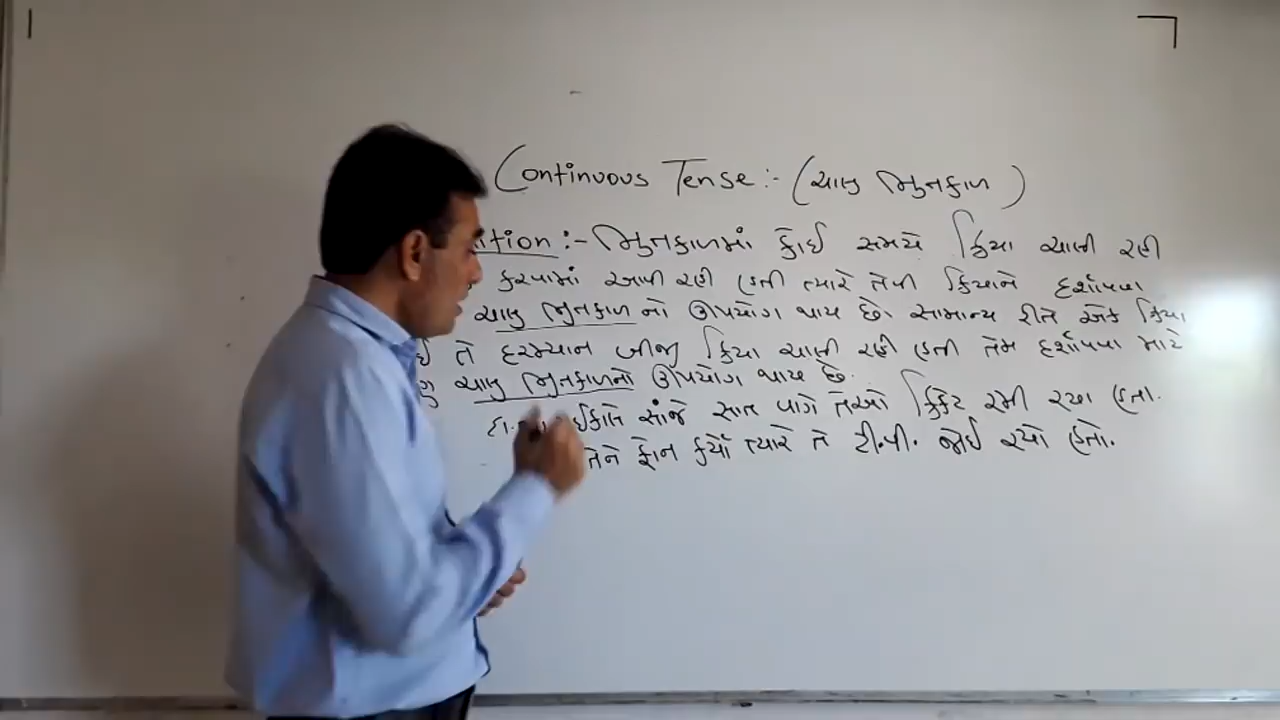 Continuous Tense:- (ચાલુ ભુતકાળ)
ition :- ભુતકાળમાં કોઈ સમયે ક્રિયા ચાલી રહી
કરવામાં આવી રહી હતી ત્યારે તેવી ક્રિયાને દર્શાવવા
ચાલુ ભુતકાળ નો ઉપયોગ થાય છે. સામાન્ય રીતે એક ક્રિયા
ઈ તે દરમ્યાન બીજી ક્રિયા ચાલી રહી હતી તેમ દર્શાવવા માટે
ણ ચાલુ ભુતકાળનો ઉપયોગ થાય છે.
સાંજે સાત વાગે તેઓ ક્રિકેટ રમી રહ્યા હતા.
તેને ફોન કર્યો ત્યારે તે ટી.વી. જોઈ રહ્યો હતો.